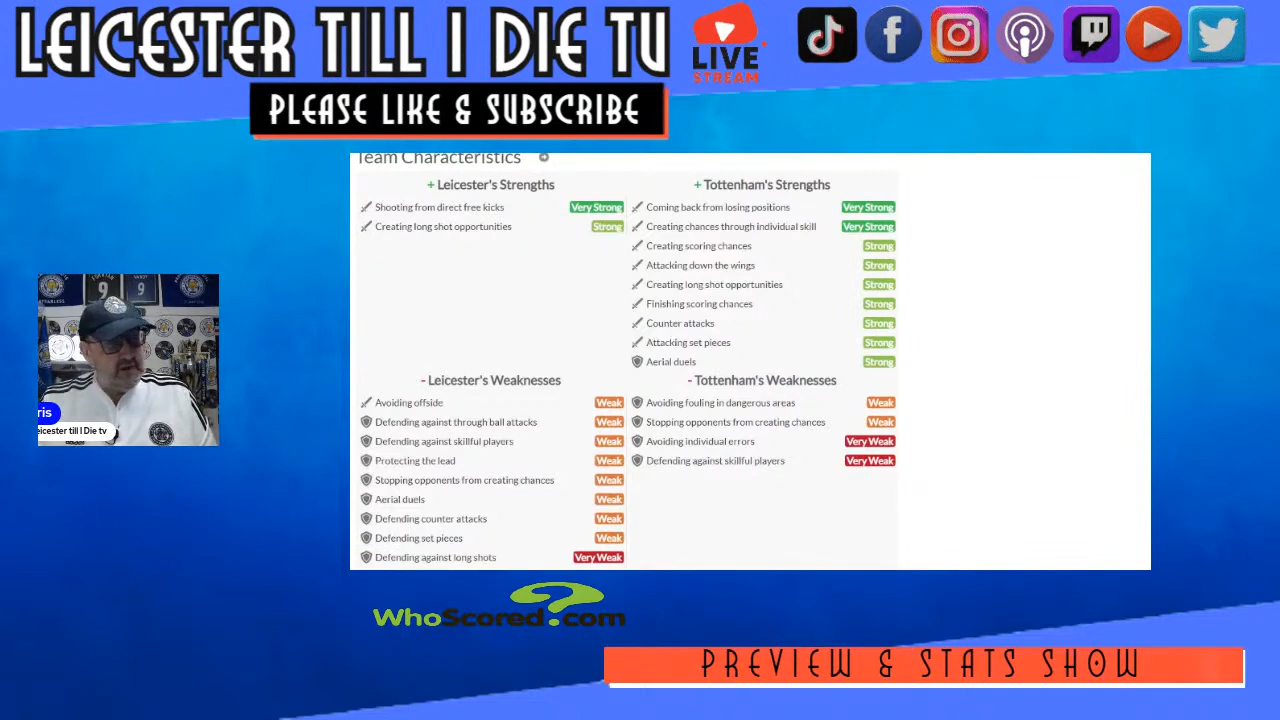 LEICESTER TILL I DIE TV
LIVE
STREAM
PLEASE LIKE & SUBSCRIBE
Team Characteristics
+ Leicester's Strengths
Shooting from direct free kicks Very Strong
Creating long shot opportunities Strong
+ Tottenham's Strengths
Coming back from losing positions Very Strong
Creating chances through individual skill Very Strong
Creating scoring chances Strong
Attacking down the wings Strong
Creating long shot opportunities Strong
Finishing scoring chances Strong
Counter attacks Strong
Attacking set pieces Strong
Aerial duels Strong
- Leicester's Weaknesses
Avoiding offside Weak
Defending against through ball attacks Weak
Defending against skillful players Weak
Protecting the lead Weak
Stopping opponents from creating chances Weak
Aerial duels Weak
Defending counter attacks Weak
Defending set pieces Weak
Defending against long shots Very Weak
- Tottenham's Weaknesses
Avoiding fouling in dangerous areas Weak
Stopping opponents from creating chances Weak
Avoiding individual errors Very Weak
Defending against skillful players Very Weak
9
9
ris
eicester till I Die tv
WhoScored.com
PREVIEW & STATS SHOW